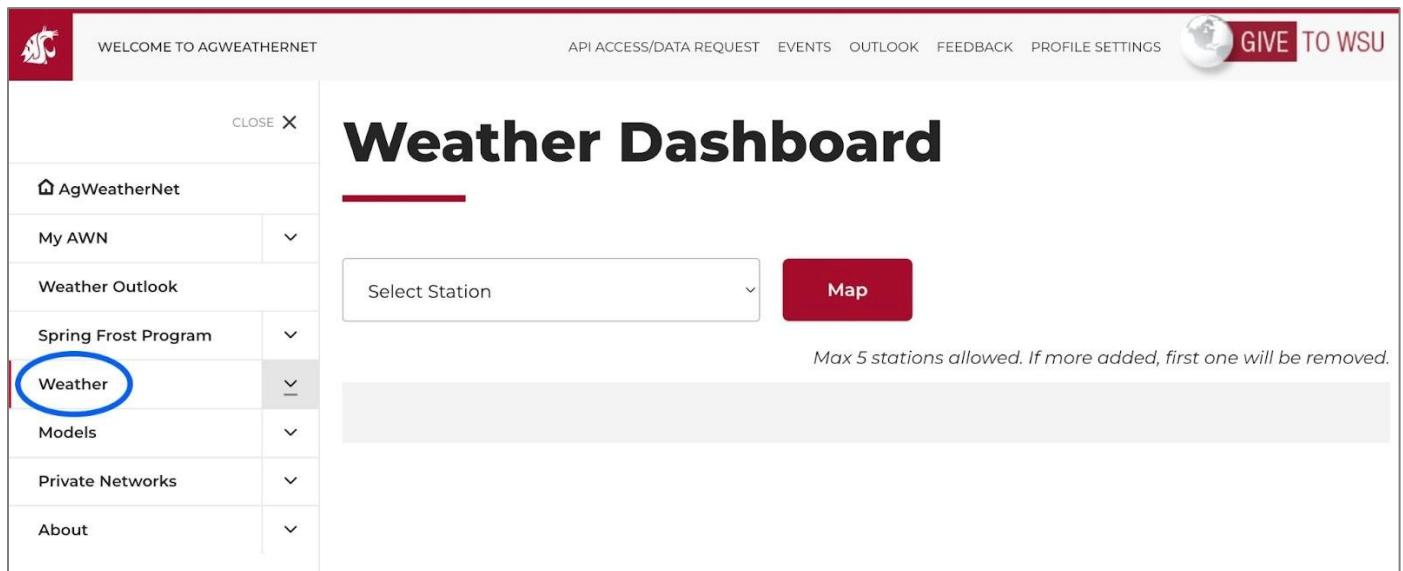 WELCOME TO AGWEATHERNET
API ACCESS/DATA REQUEST EVENTS OUTLOOK FEEDBACK PROFILE SETTINGS GIVE TO WSU
CLOSE X
AgWeatherNet
My AWN
Weather Outlook
Spring Frost Program
Weather
Models
Private Networks
About
Weather Dashboard
Select Station
Map
Max 5 stations allowed. If more added, first one will be removed.